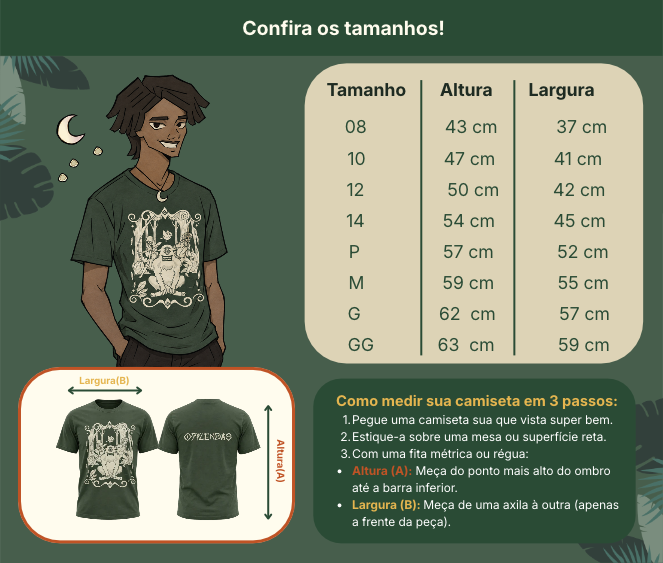 Confira os tamanhos!
Tamanho Altura Largura
08 43 cm 37 cm
10 47 cm 41 cm
12 50 cm 42 cm
14 54 cm 45 cm
P 57 cm 52 cm
M 59 cm 55 cm
G 62 cm 57 cm
GG 63 cm 59 cm
Largura(B)
Altura(A)
Como medir sua camiseta em 3 passos:
1. Pegue uma camiseta sua que vista super bem.
2. Estique-a sobre uma mesa ou superfície reta.
3. Com uma fita métrica ou régua:
• Altura (A): Meça do ponto mais alto do ombro
até a barra inferior.
• Largura (B): Meça de uma axila à outra (apenas
a frente da peça).